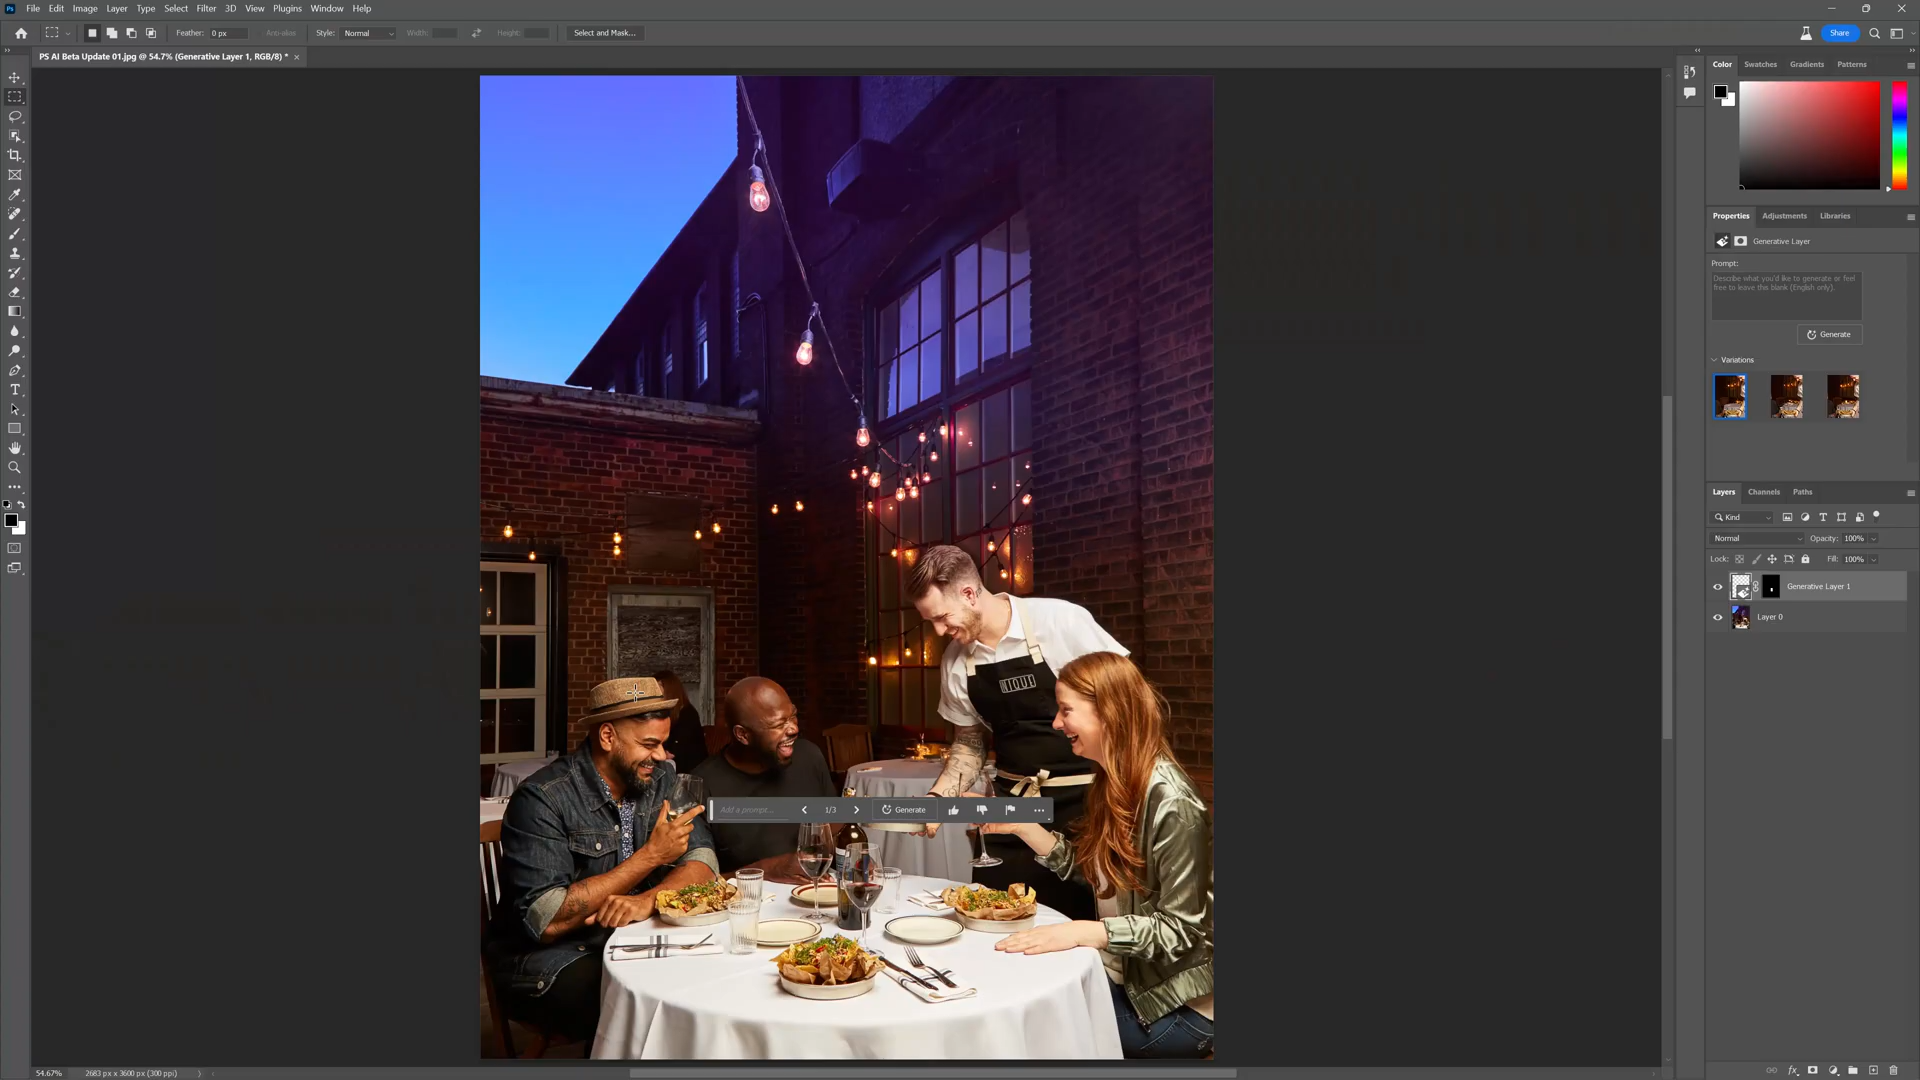 File Edit Image Layer Type Select Filter 3D View Plugins Window Help
Feather: 0 px Anti-alias Style: Normal Width: Height: Select and Mask... Share
PS AI Beta Update 01.jpg @ 54.7% (Generative Layer 1, RGB/8) *
Color Swatches Gradients Patterns
Properties Adjustments Libraries
Generative Layer
Prompt:
Describe what you'd like to generate or feel
free to leave this blank (English only).
Generate
Variations
Layers Channels Paths
Kind
Normal Opacity: 100%
Lock: Fill: 100%
Generative Layer 1
Layer 0
Add a prompt... 1/3 Generate
54.67% 2683 px x 3600 px (300 ppi)